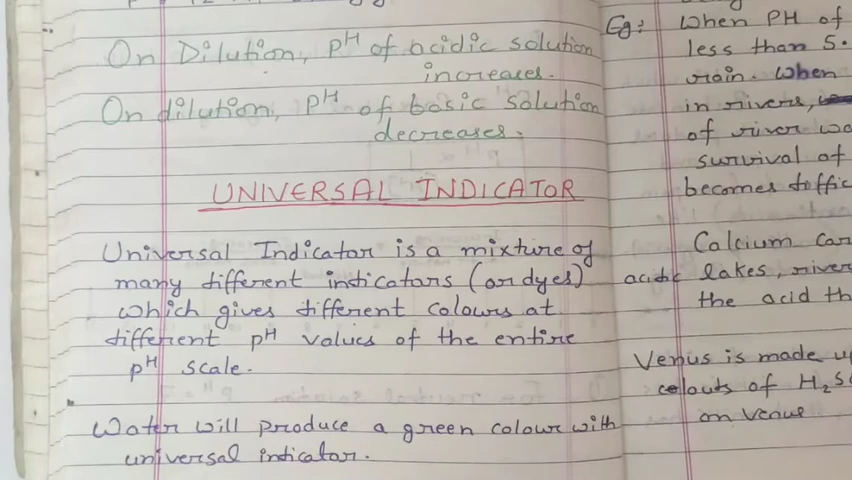 On Dilution, pH of acidic solution
increases.
On dilution, pH of basic solution
decreases.
UNIVERSAL INDICATOR
Universal Indicator is a mixture of
many different indicators (or dyes)
which gives different colours at
different pH values of the entire
pH scale.
Water will produce a green colour with
universal indicator.
Eg: When PH of
less than 5.
rain. When
in rivers,
of river wa
survival of
becomes diffic
Calcium Car
acidic lakes, river
the acid th
Venus is made u
clouts of H₂S
on Venue